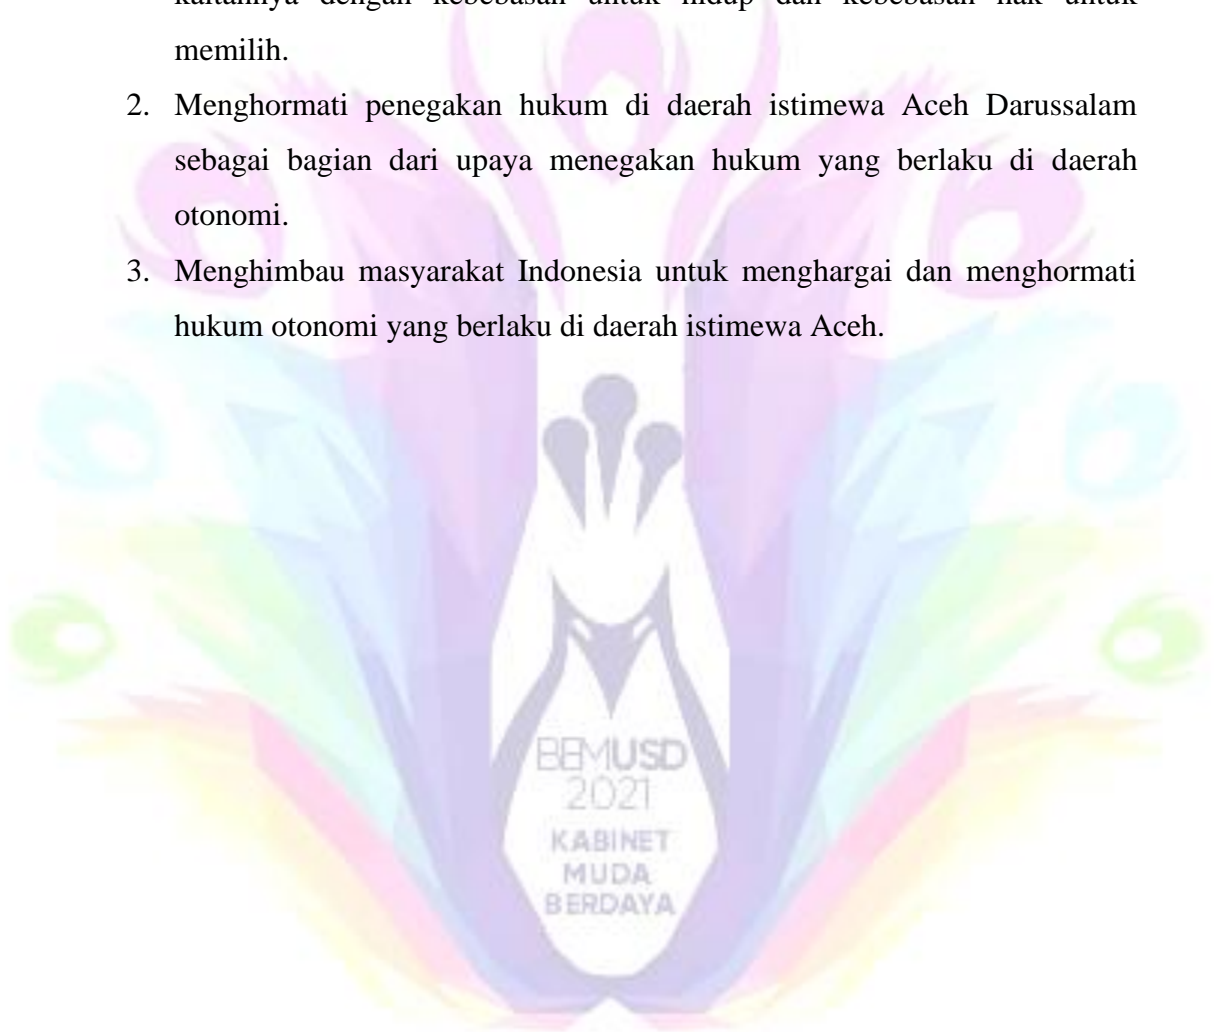 kaitannya dengan kebebasan untuk hidup dan kebebasan hak untuk
memilih.
2. Menghormati penegakan hukum di daerah istimewa Aceh Darussalam
sebagai bagian dari upaya menegakan hukum yang berlaku di daerah
otonomi.
3. Menghimbau masyarakat Indonesia untuk menghargai dan menghormati
hukum otonomi yang berlaku di daerah istimewa Aceh.
BEMUSD
2021
KABINET
MUDA
BERDAYA